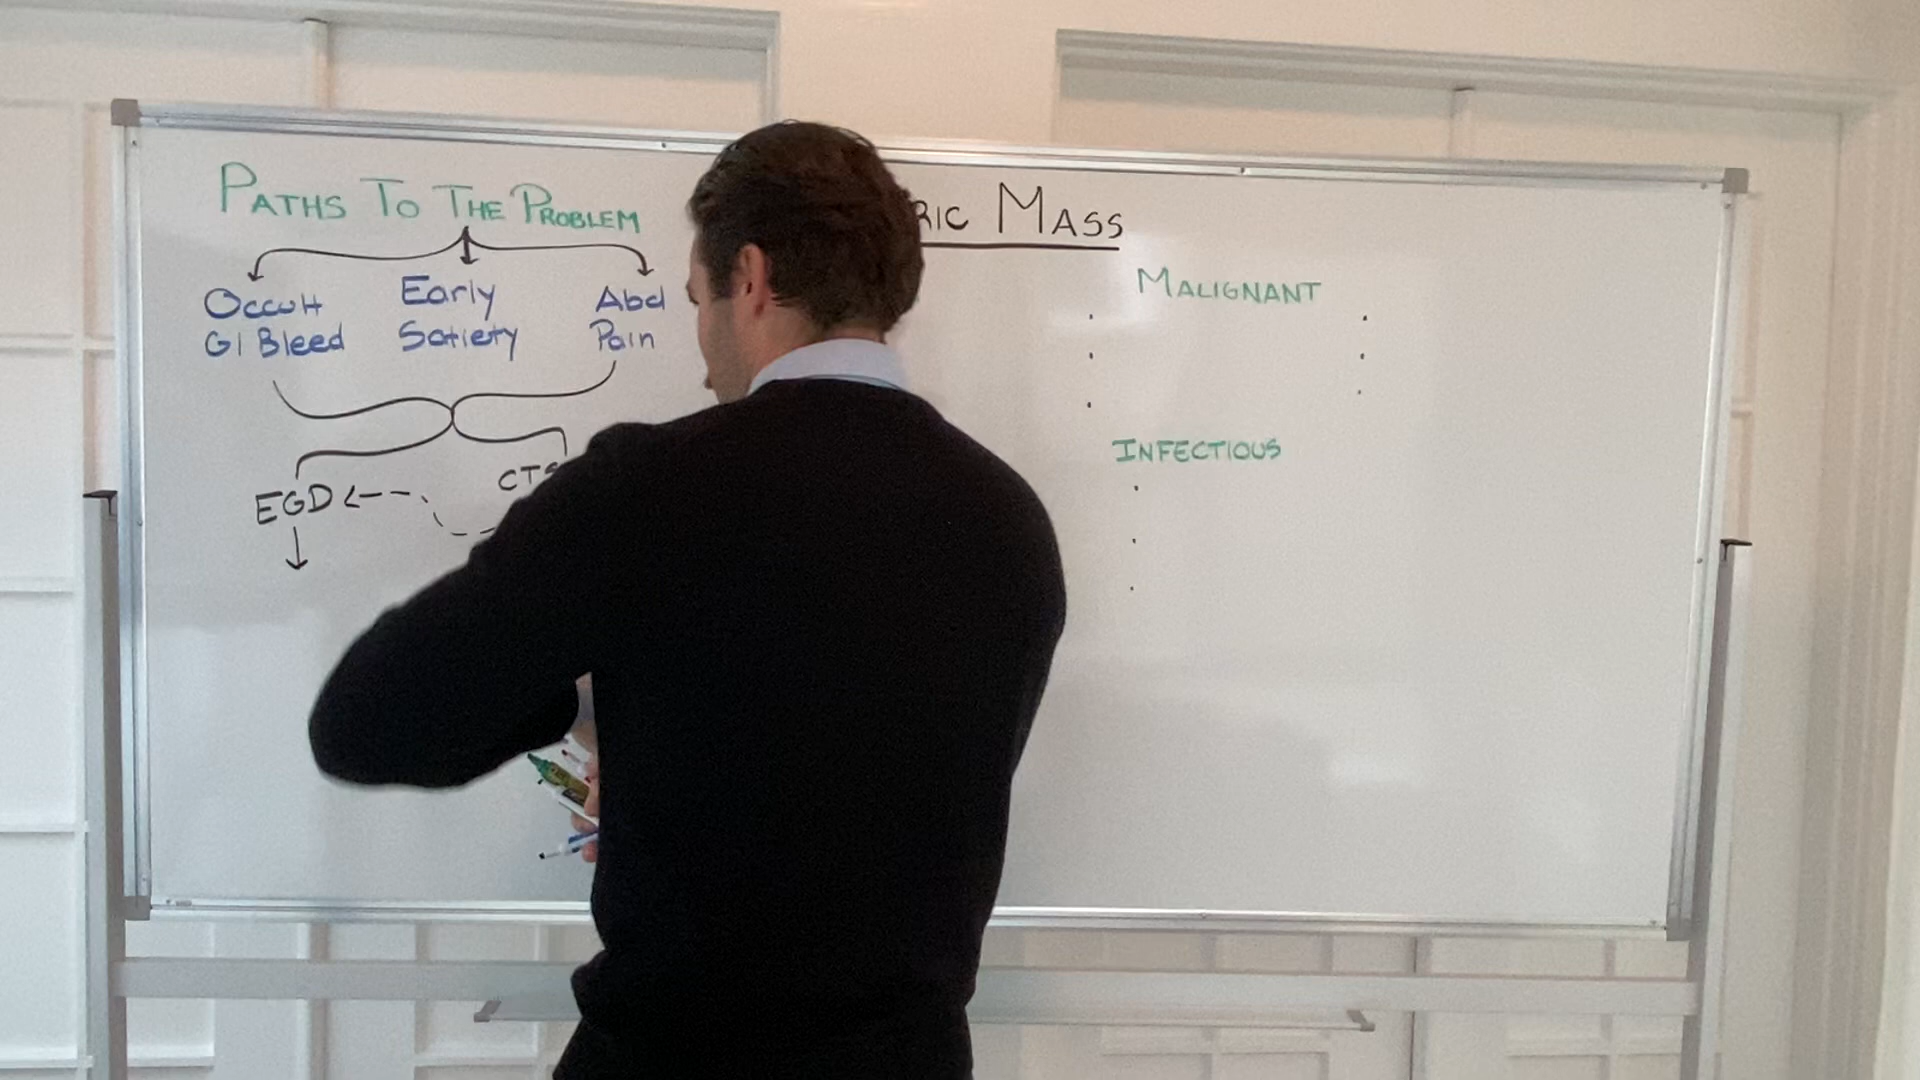 PATHS TO THE PROBLEM
Occult
GI Bleed
Early
Satiety
Abd
Pain
EGD
RIC MASS
MALIGNANT
INFECTIOUS